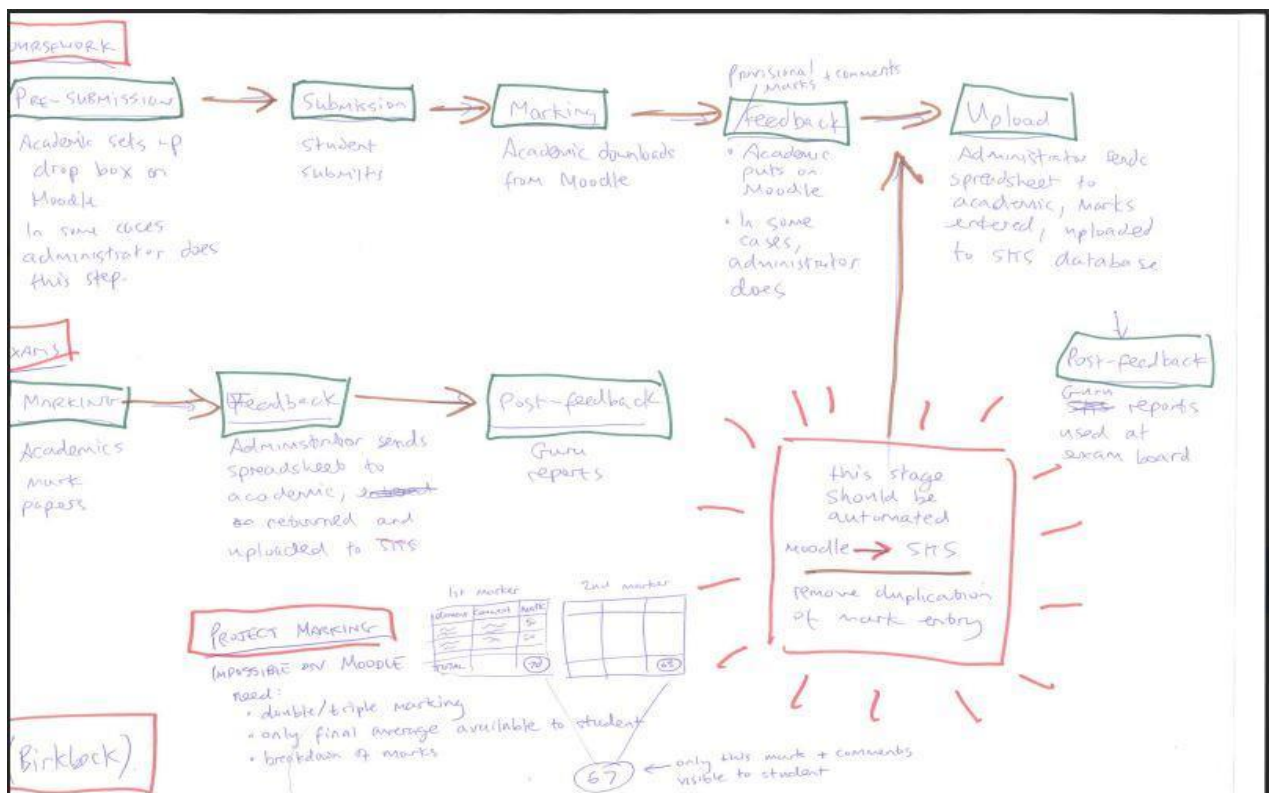 OURSEWORK
PRE-SUBMISSION
Academic sets up
drop box on
Moodle
In some cases
administrator does
this step.
Submission
Student
submits
Marking
Academic downloads
from Moodle
Provisional + comments
marks
Feedback
• Academic
puts on
Moodle
• In some
cases,
administrator
does
Upload
Administrator sends
spreadsheet to
academic, marks
entered, uploaded
to SITS database
Post-feedback
Guru
reports
used at
exam board
XAMS
MARKING
Academics
mark
papers
Feedback
Administrator sends
spreadsheet to
academic,
returned and
uploaded to SITS
Post-feedback
Guru
reports
this stage
should be
automated
Moodle → SITS
remove duplication
of mark entry
PROJECT MARKING
IMPOSSIBLE ON MOODLE
need:
• double/triple marking
• only final average available to student
• breakdown of marks
1st marker
Comment Mark
TOTAL 70
2nd marker
67 ← only this mark + comments
visible to student
(Birkbeck)